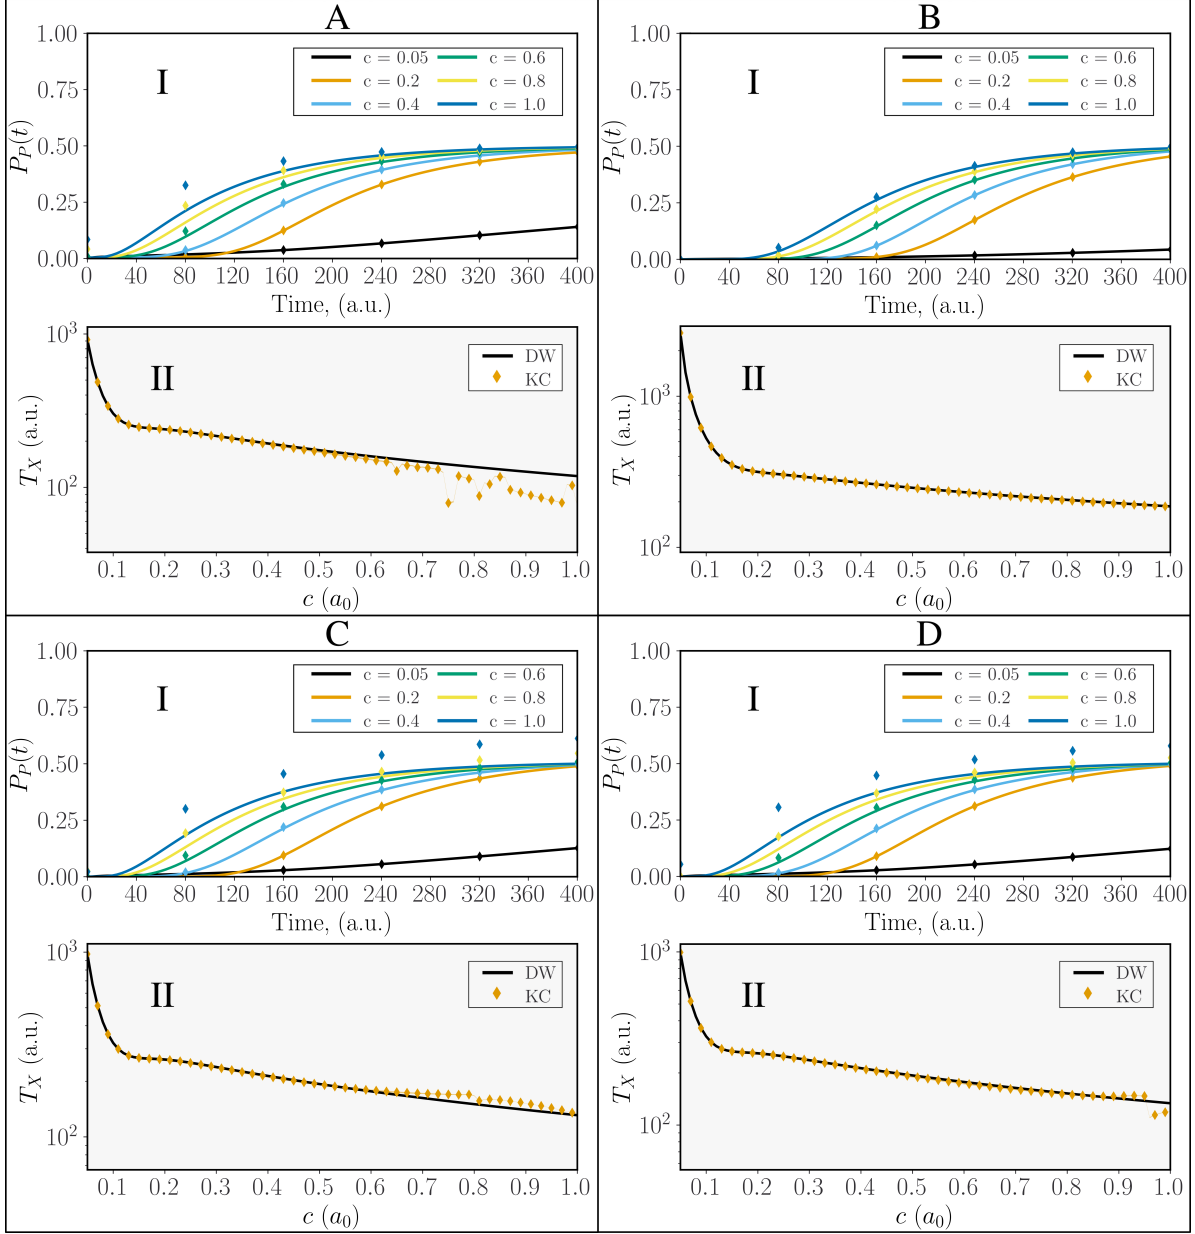 A
1.00
0.75
0.50
0.25
0.00
P_P(t)
I
c = 0.05
c = 0.6
c = 0.2
c = 0.8
c = 0.4
c = 1.0
0 40 80 120 160 200 240 280 320 360 400
Time, (a.u.)
10^3
10^2
T_X (a.u.)
II
DW
KC
0.1 0.2 0.3 0.4 0.5 0.6 0.7 0.8 0.9 1.0
c (a_0)
B
1.00
0.75
0.50
0.25
0.00
P_P(t)
I
c = 0.05
c = 0.6
c = 0.2
c = 0.8
c = 0.4
c = 1.0
0 40 80 120 160 200 240 280 320 360 400
Time, (a.u.)
10^3
10^2
T_X (a.u.)
II
DW
KC
0.1 0.2 0.3 0.4 0.5 0.6 0.7 0.8 0.9 1.0
c (a_0)
C
1.00
0.75
0.50
0.25
0.00
P_P(t)
I
c = 0.05
c = 0.6
c = 0.2
c = 0.8
c = 0.4
c = 1.0
0 40 80 120 160 200 240 280 320 360 400
Time, (a.u.)
10^3
10^2
T_X (a.u.)
II
DW
KC
0.1 0.2 0.3 0.4 0.5 0.6 0.7 0.8 0.9 1.0
c (a_0)
D
1.00
0.75
0.50
0.25
0.00
P_P(t)
I
c = 0.05
c = 0.6
c = 0.2
c = 0.8
c = 0.4
c = 1.0
0 40 80 120 160 200 240 280 320 360 400
Time, (a.u.)
10^3
10^2
T_X (a.u.)
II
DW
KC
0.1 0.2 0.3 0.4 0.5 0.6 0.7 0.8 0.9 1.0
c (a_0)